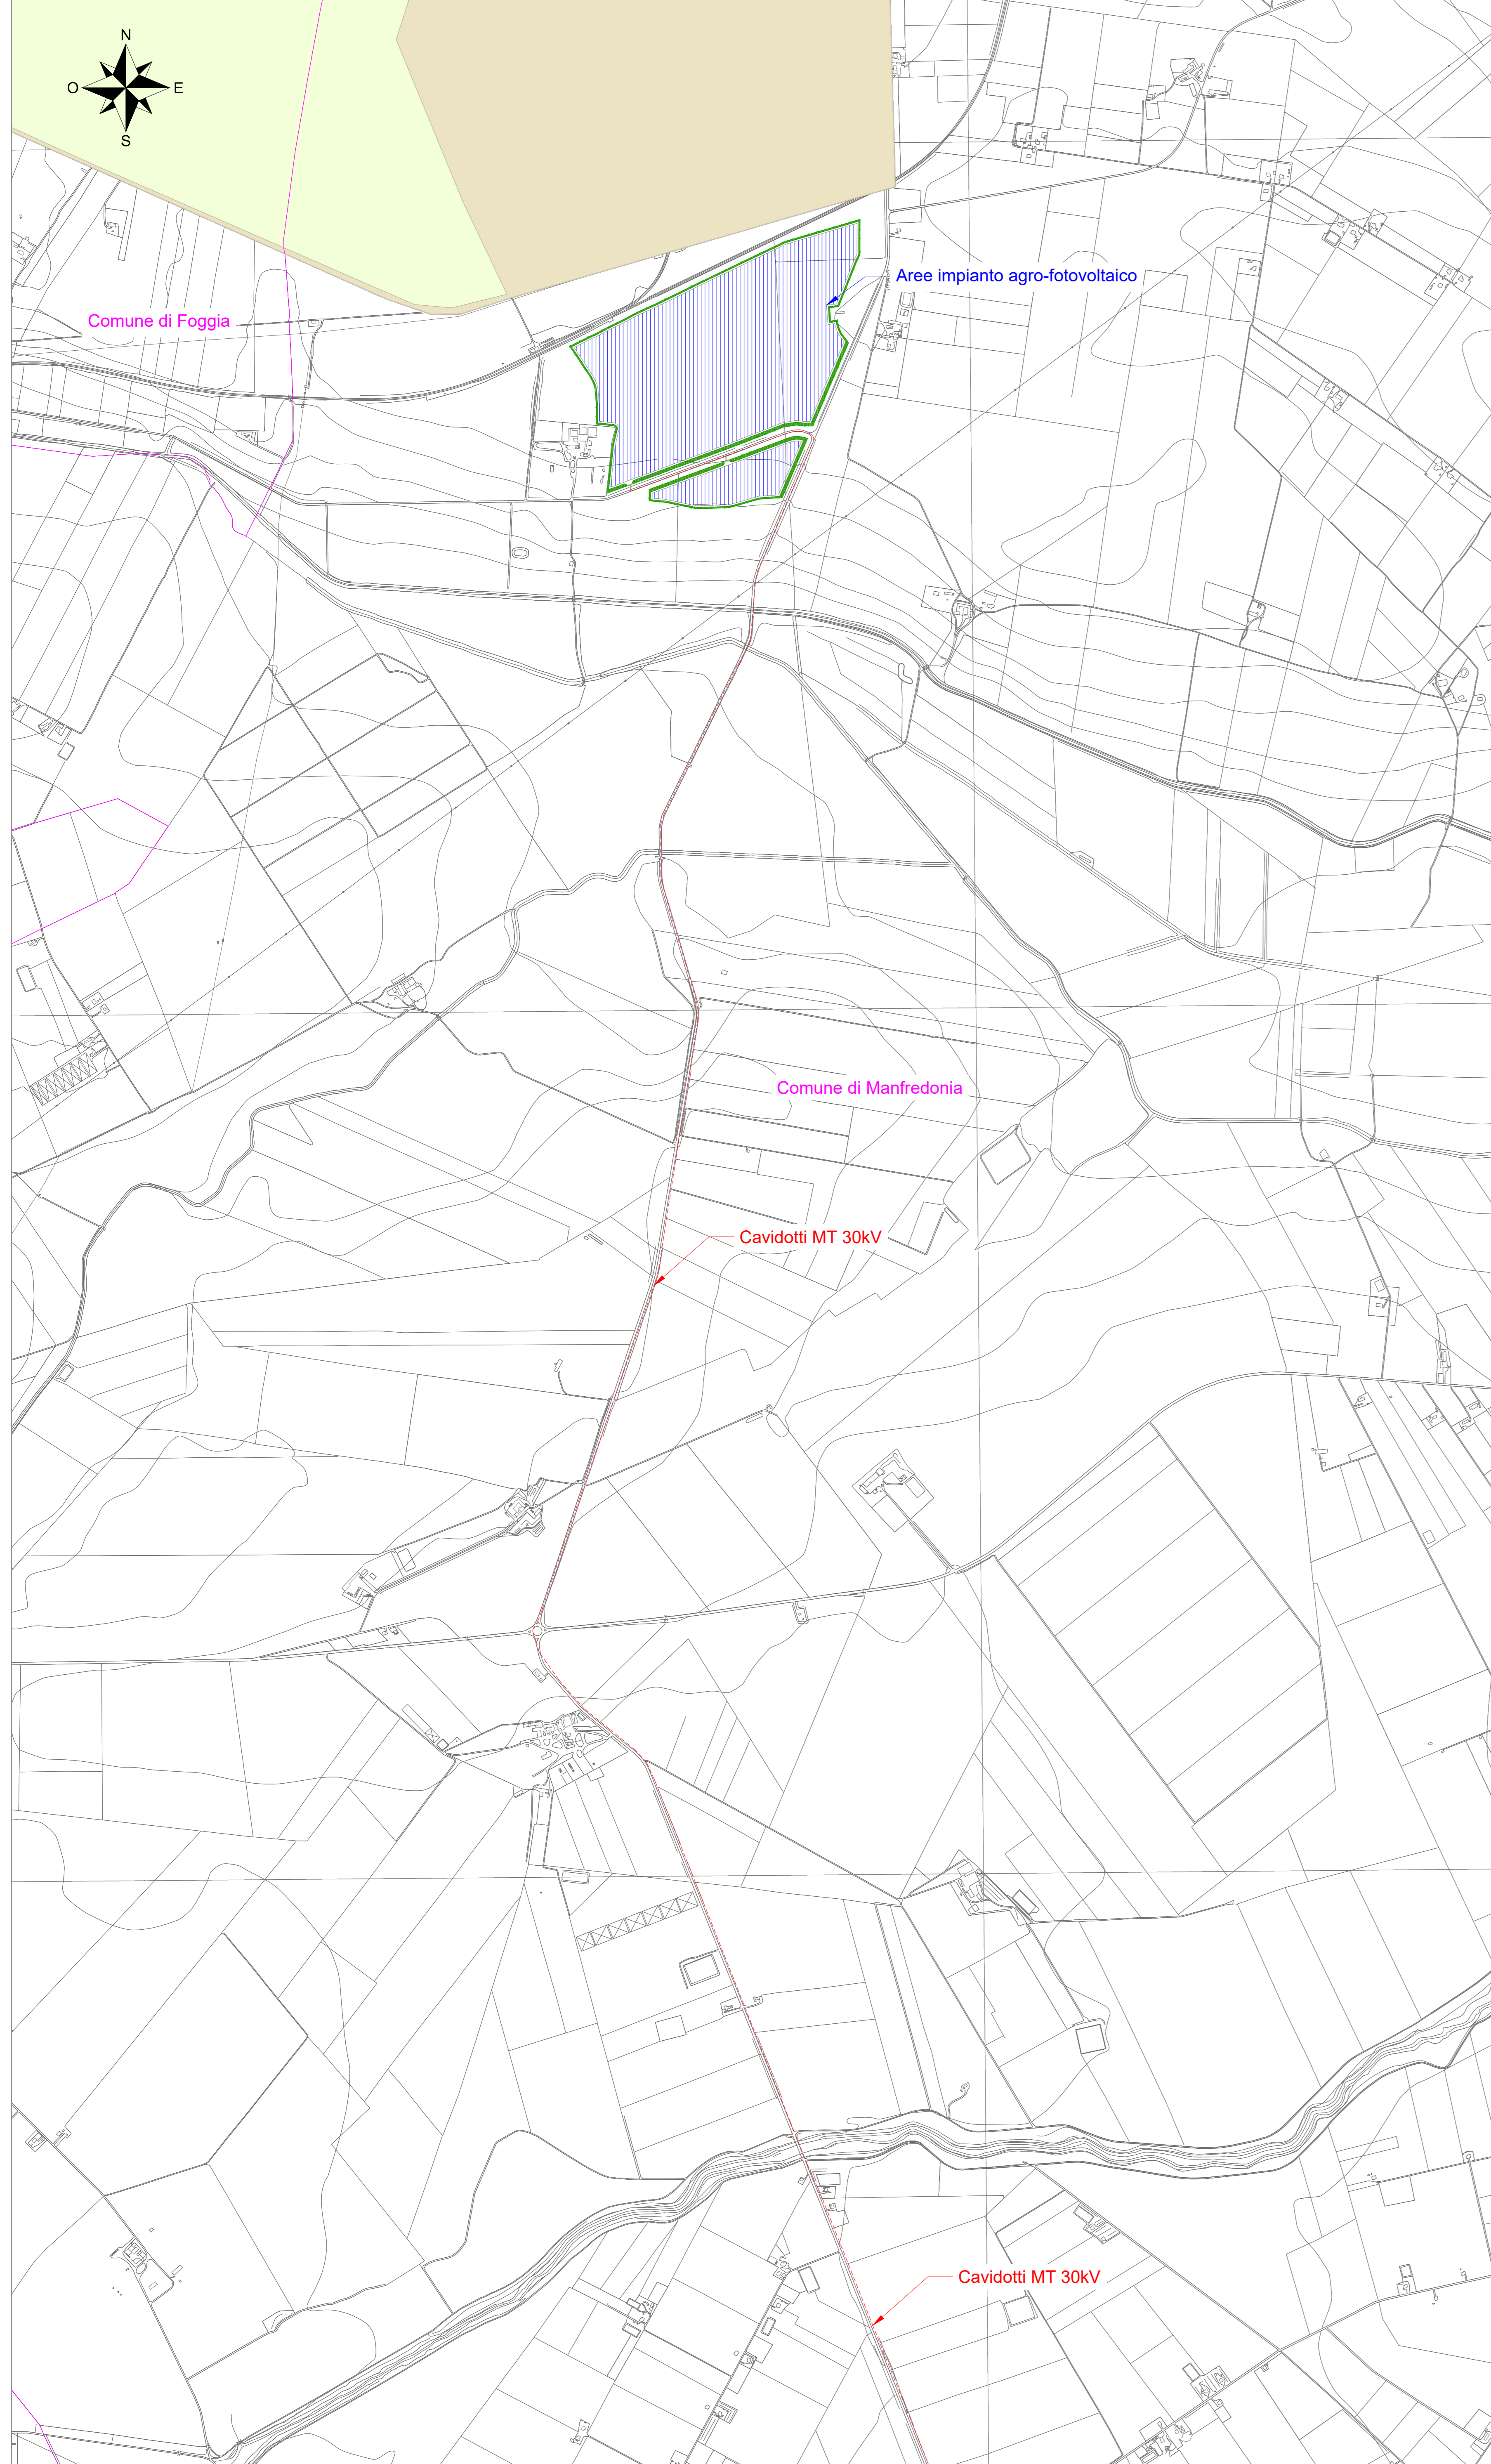 N
O
E
S
Aree impianto agro-fotovoltaico
Comune di Foggia
Comune di Manfredonia
Cavidotti MT 30kV
Cavidotti MT 30kV